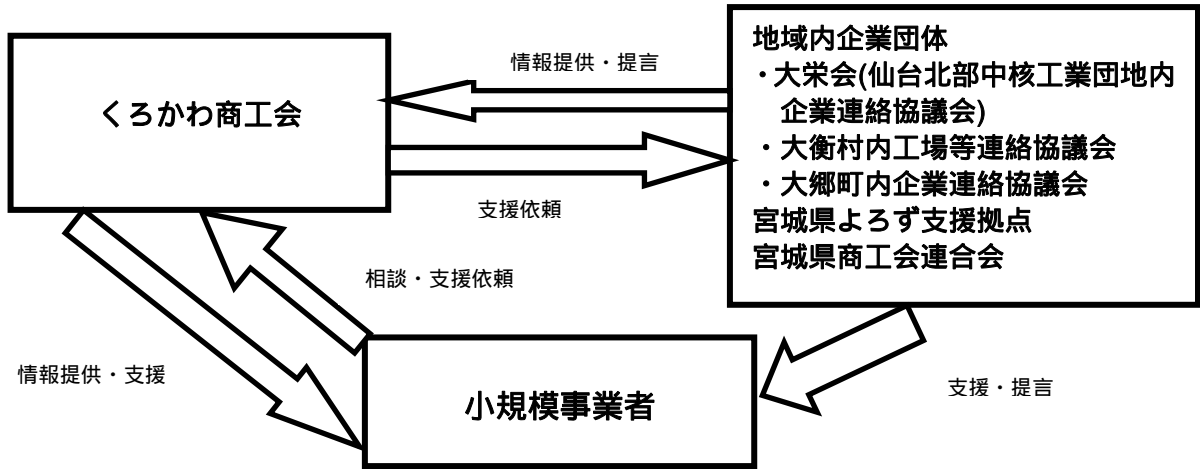 くろかわ商工会
情報提供・提言
支援依頼
地域内企業団体
・大栄会(仙台北部中核工業団地内
企業連絡協議会)
・大衡村内工場等連絡協議会
・大郷町内企業連絡協議会
宮城県よろず支援拠点
宮城県商工会連合会
相談・支援依頼
情報提供・支援
小規模事業者
支援・提言